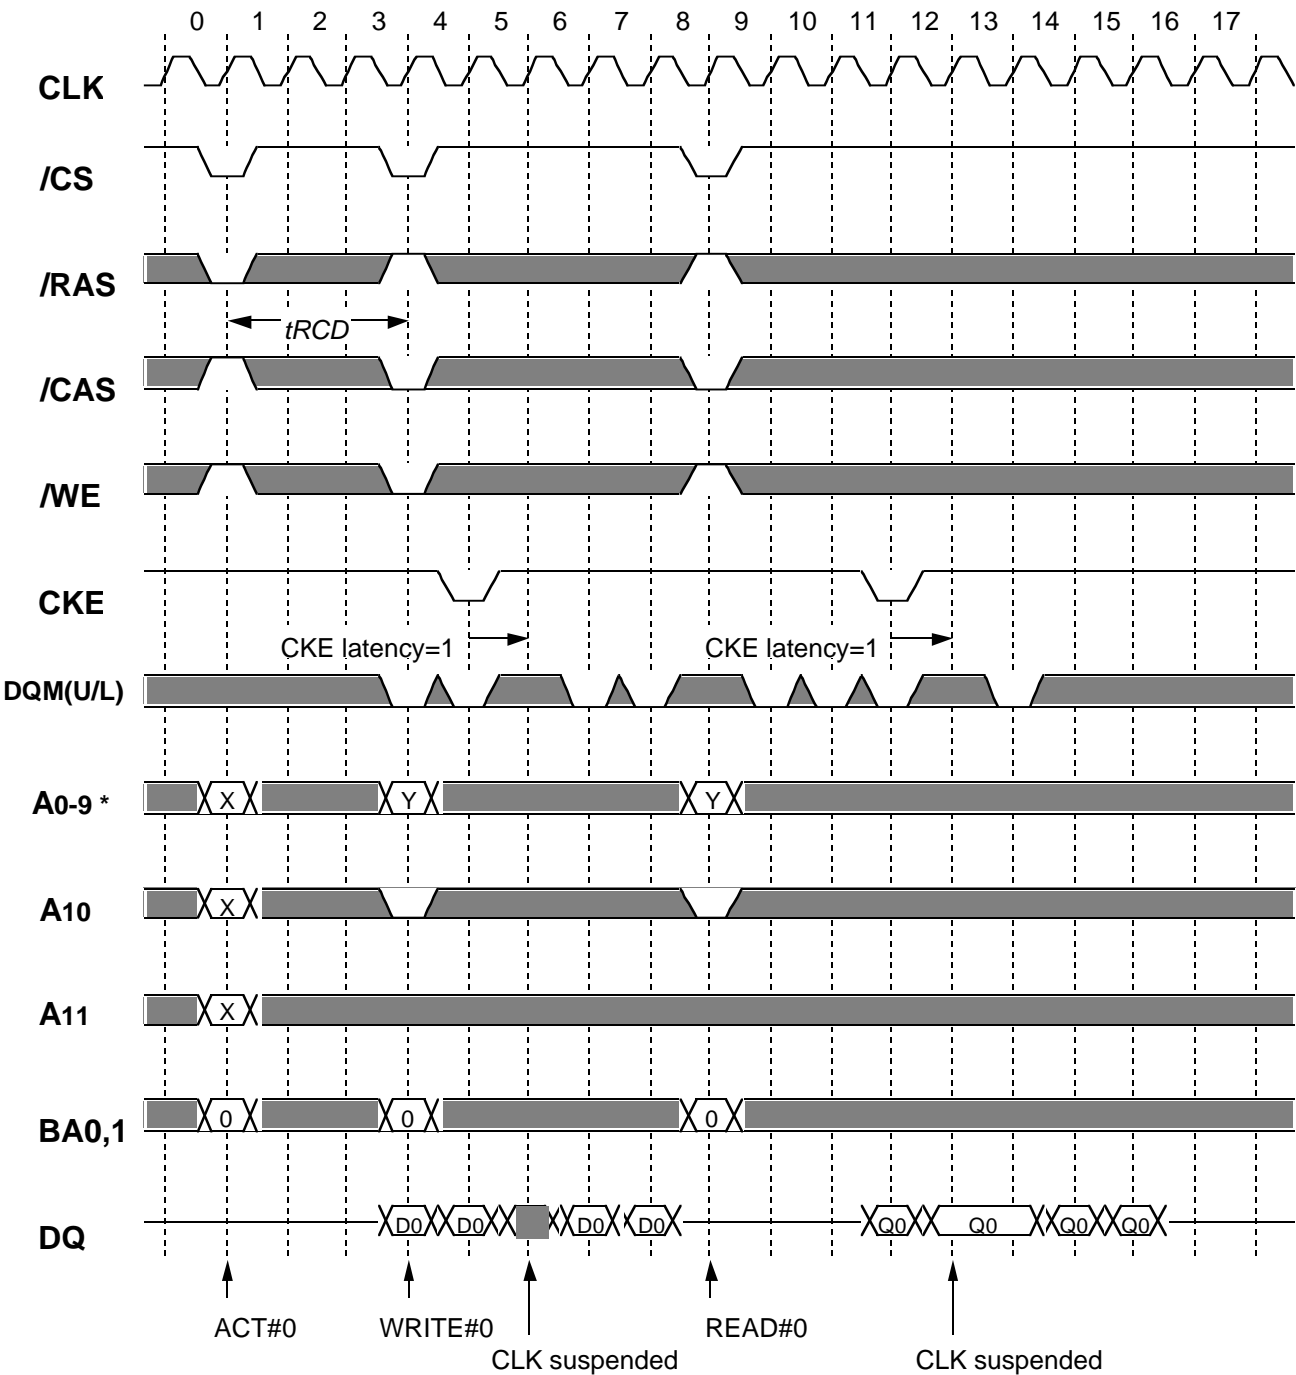 0 1 2 3 4 5 6 7 8 9 10 11 12 13 14 15 16 17
CLK
/CS
/RAS
tRCD
/CAS
/WE
CKE
CKE latency=1 CKE latency=1
DQM(U/L)
A0-9 * X Y Y
A10 X
A11 X
BA0,1 0 0 0
DQ D0 D0 D0 D0 Q0 Q0 Q0 Q0
ACT#0 WRITE#0 READ#0
CLK suspended CLK suspended